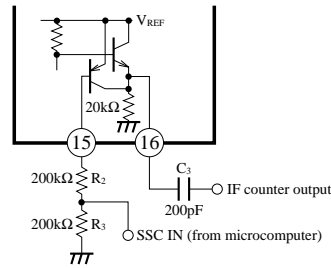 VREF
20kΩ
15
16
200kΩ R2
C3
200pF
IF counter output
200kΩ R3
SSC IN (from microcomputer)